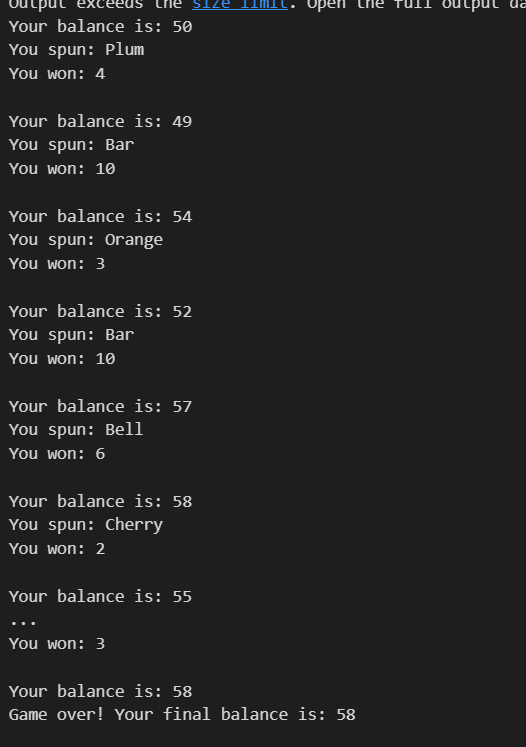 Output exceeds the size limit. Open the full output da
Your balance is: 50
You spun: Plum
You won: 4
Your balance is: 49
You spun: Bar
You won: 10
Your balance is: 54
You spun: Orange
You won: 3
Your balance is: 52
You spun: Bar
You won: 10
Your balance is: 57
You spun: Bell
You won: 6
Your balance is: 58
You spun: Cherry
You won: 2
Your balance is: 55
...
You won: 3
Your balance is: 58
Game over! Your final balance is: 58